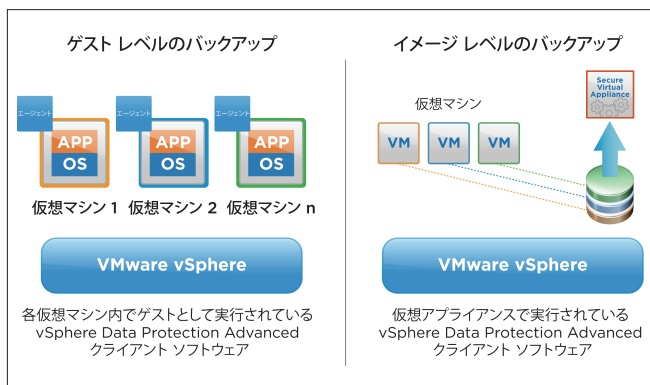 ゲスト レベルのバックアップ
エージェント
エージェント
エージェント
APP
OS
APP
OS
APP
OS
仮想マシン 1
仮想マシン 2
仮想マシン n
VMware vSphere
各仮想マシン内でゲストとして実行されている
vSphere Data Protection Advanced
クライアント ソフトウェア
イメージ レベルのバックアップ
Secure
Virtual
Appliance
仮想マシン
VM
VM
VM
VMware vSphere
仮想アプライアンスで実行されている
vSphere Data Protection Advanced
クライアント ソフトウェア